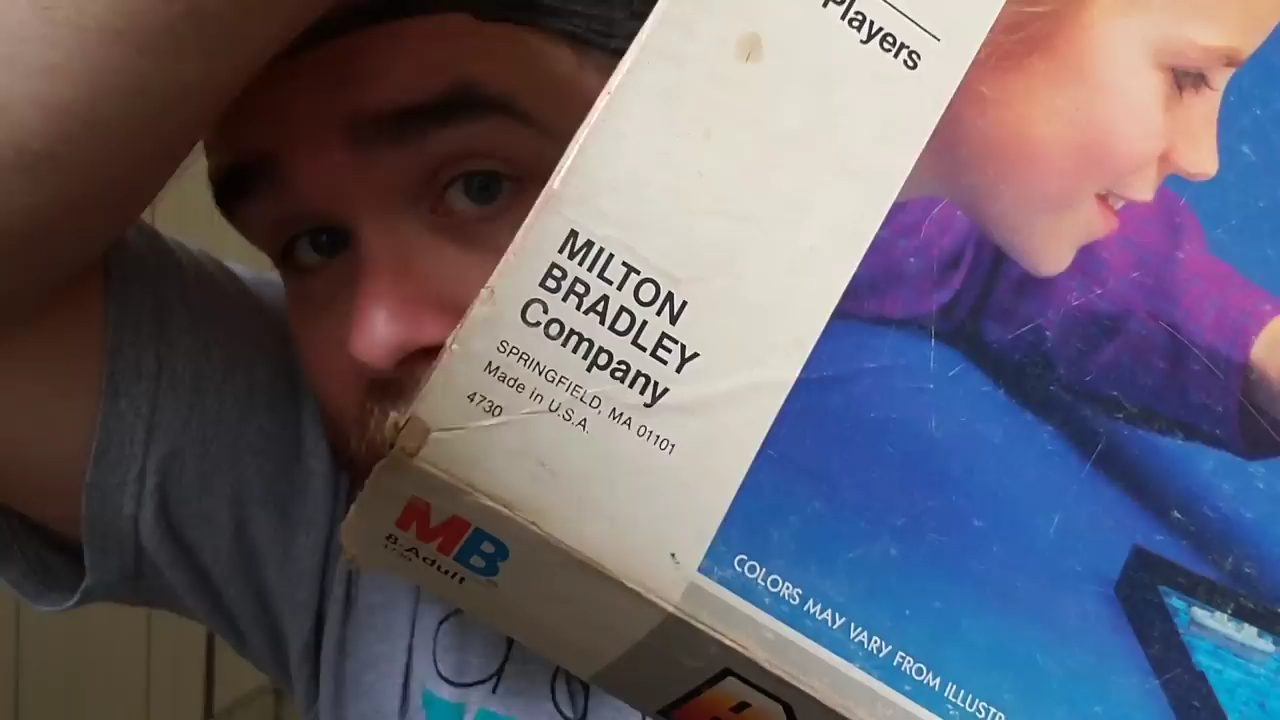 Players
MILTON
BRADLEY
Company
SPRINGFIELD, MA 01101
Made in U.S.A.
4730
MB
8-Adult
COLORS MAY VARY FROM ILLUSTR